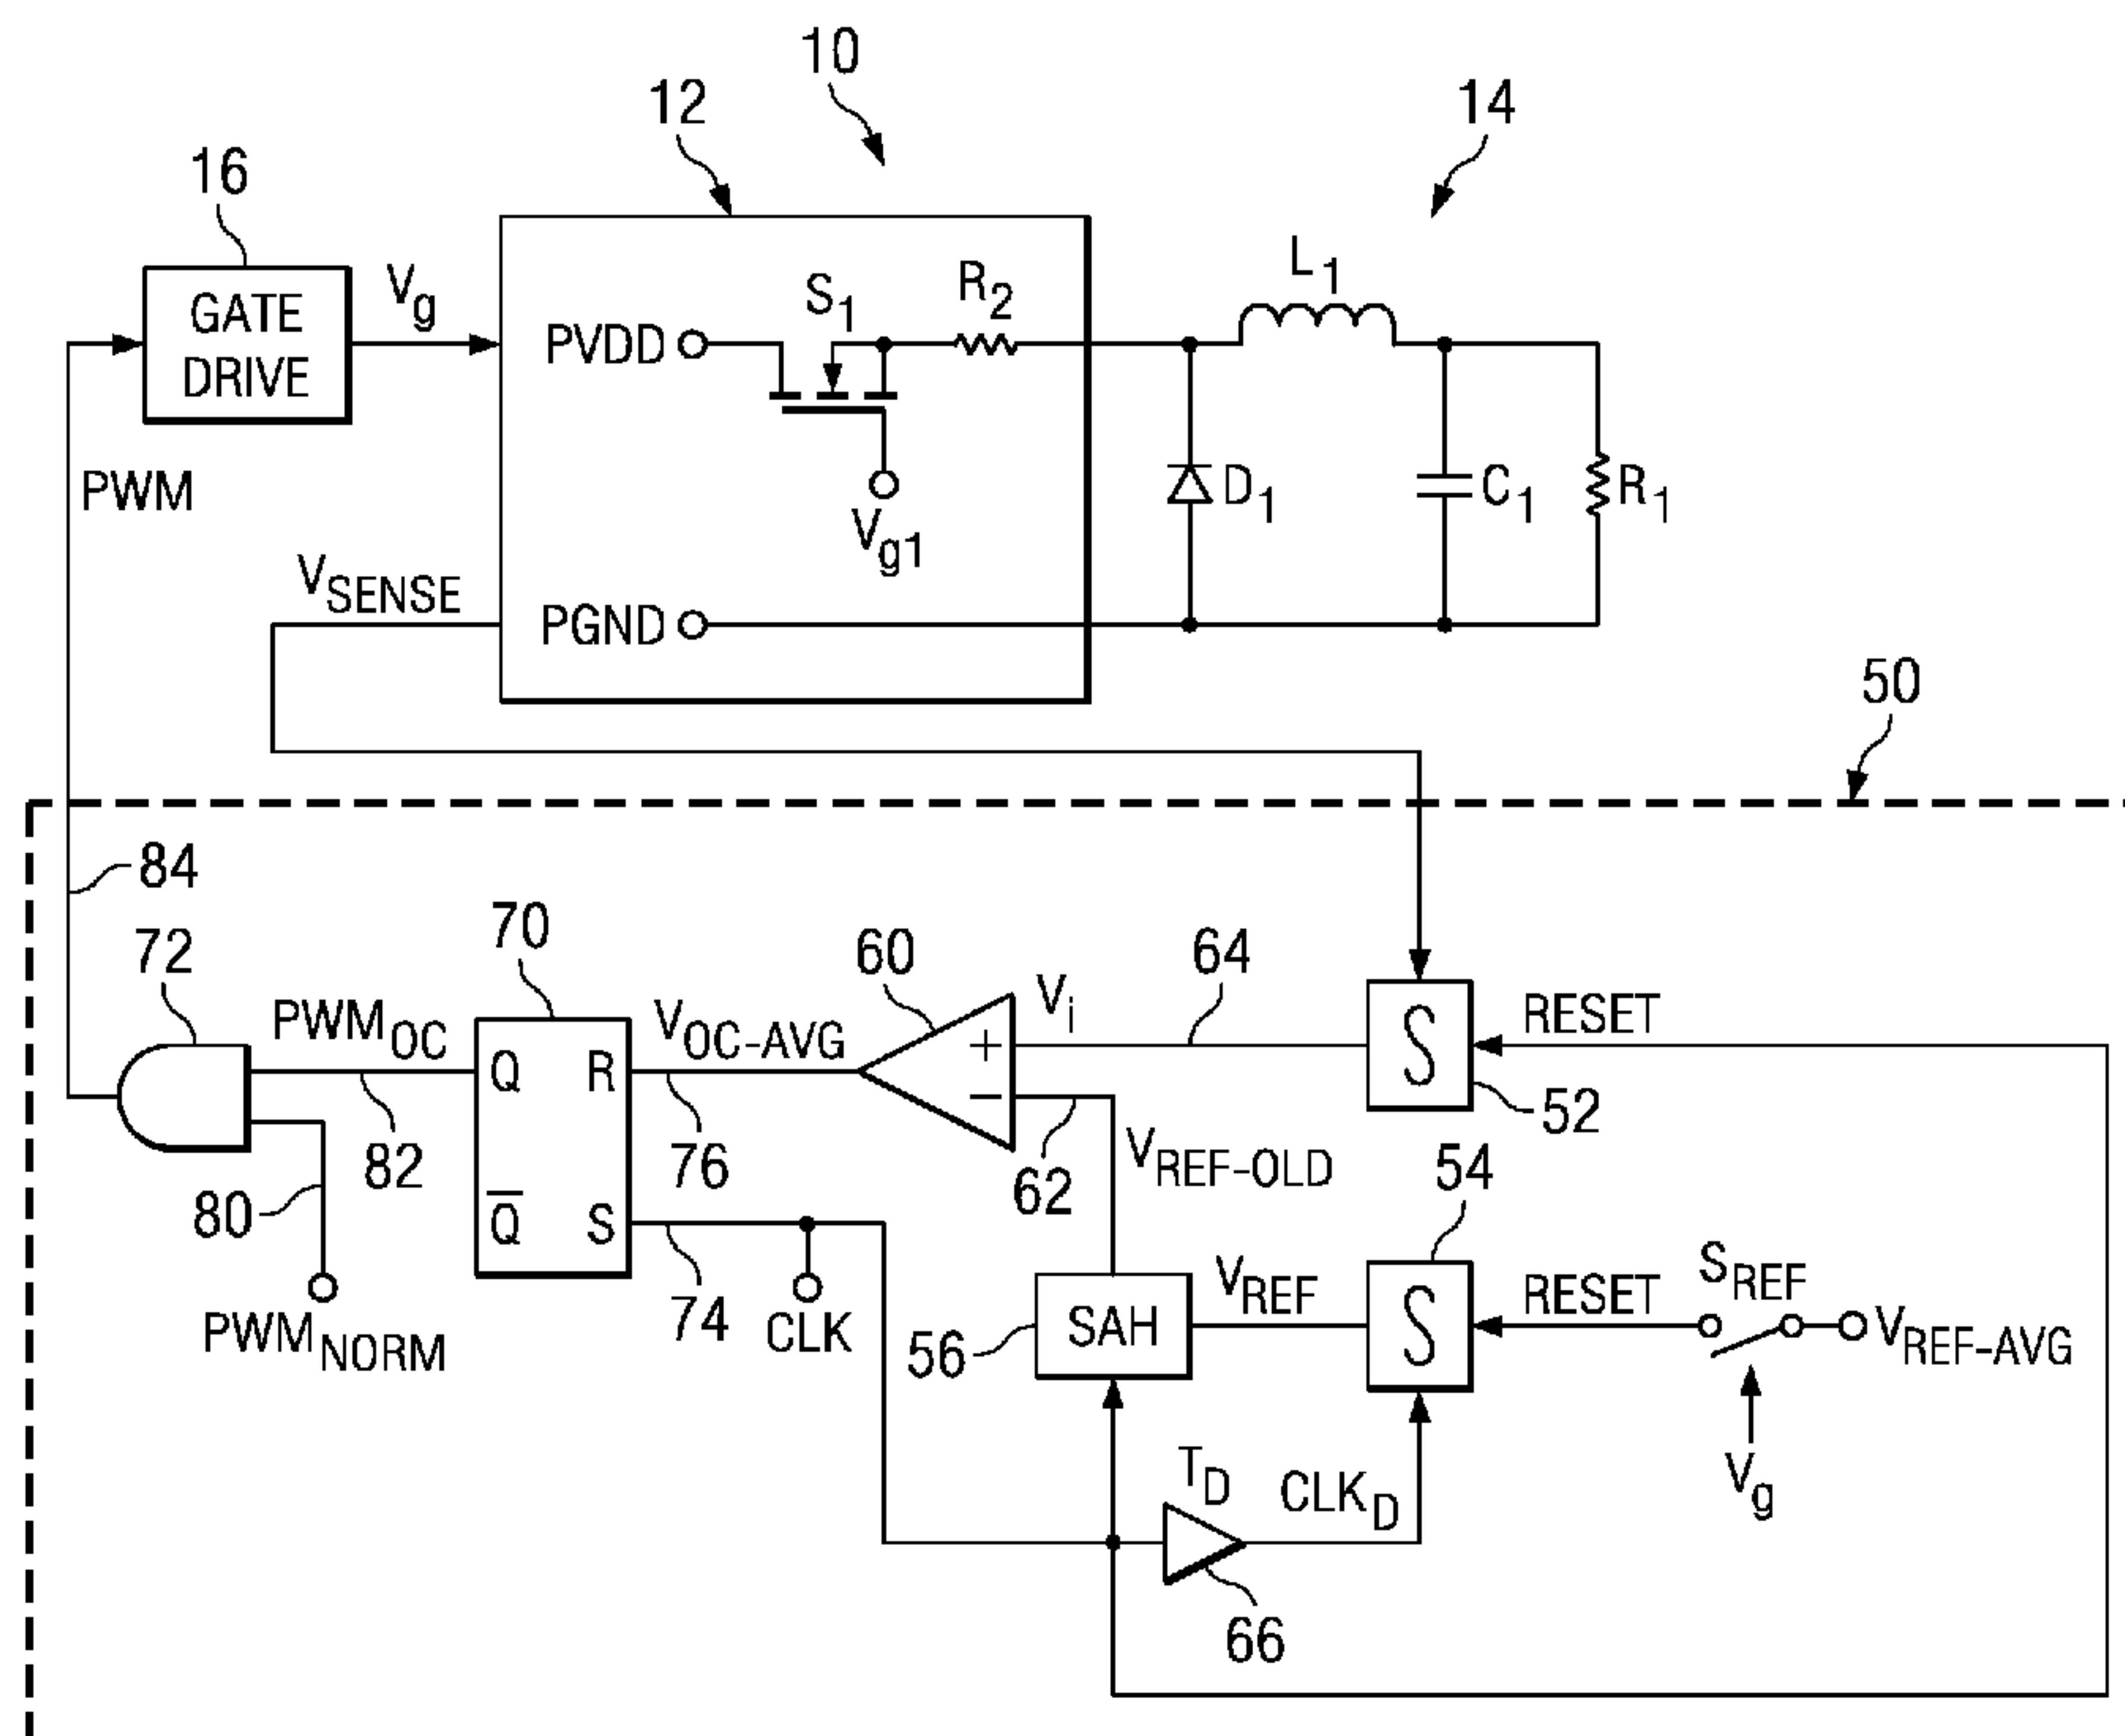 10
12
14
16
GATE
DRIVE
Vg
PVDD
S1
R2
L1
Vg1
D1
C1
R1
PWM
VSENSE
PGND
50
84
72
70
60
64
PWMOC
VOC-AVG
Vi
RESET
Q
R
+
−
∫
52
82
76
62
VREF-OLD
54
80
Q̅
S
74
CLK
PWMNORM
56
SAH
VREF
∫
RESET
SREF
VREF-AVG
Vg
TD
CLKD
66